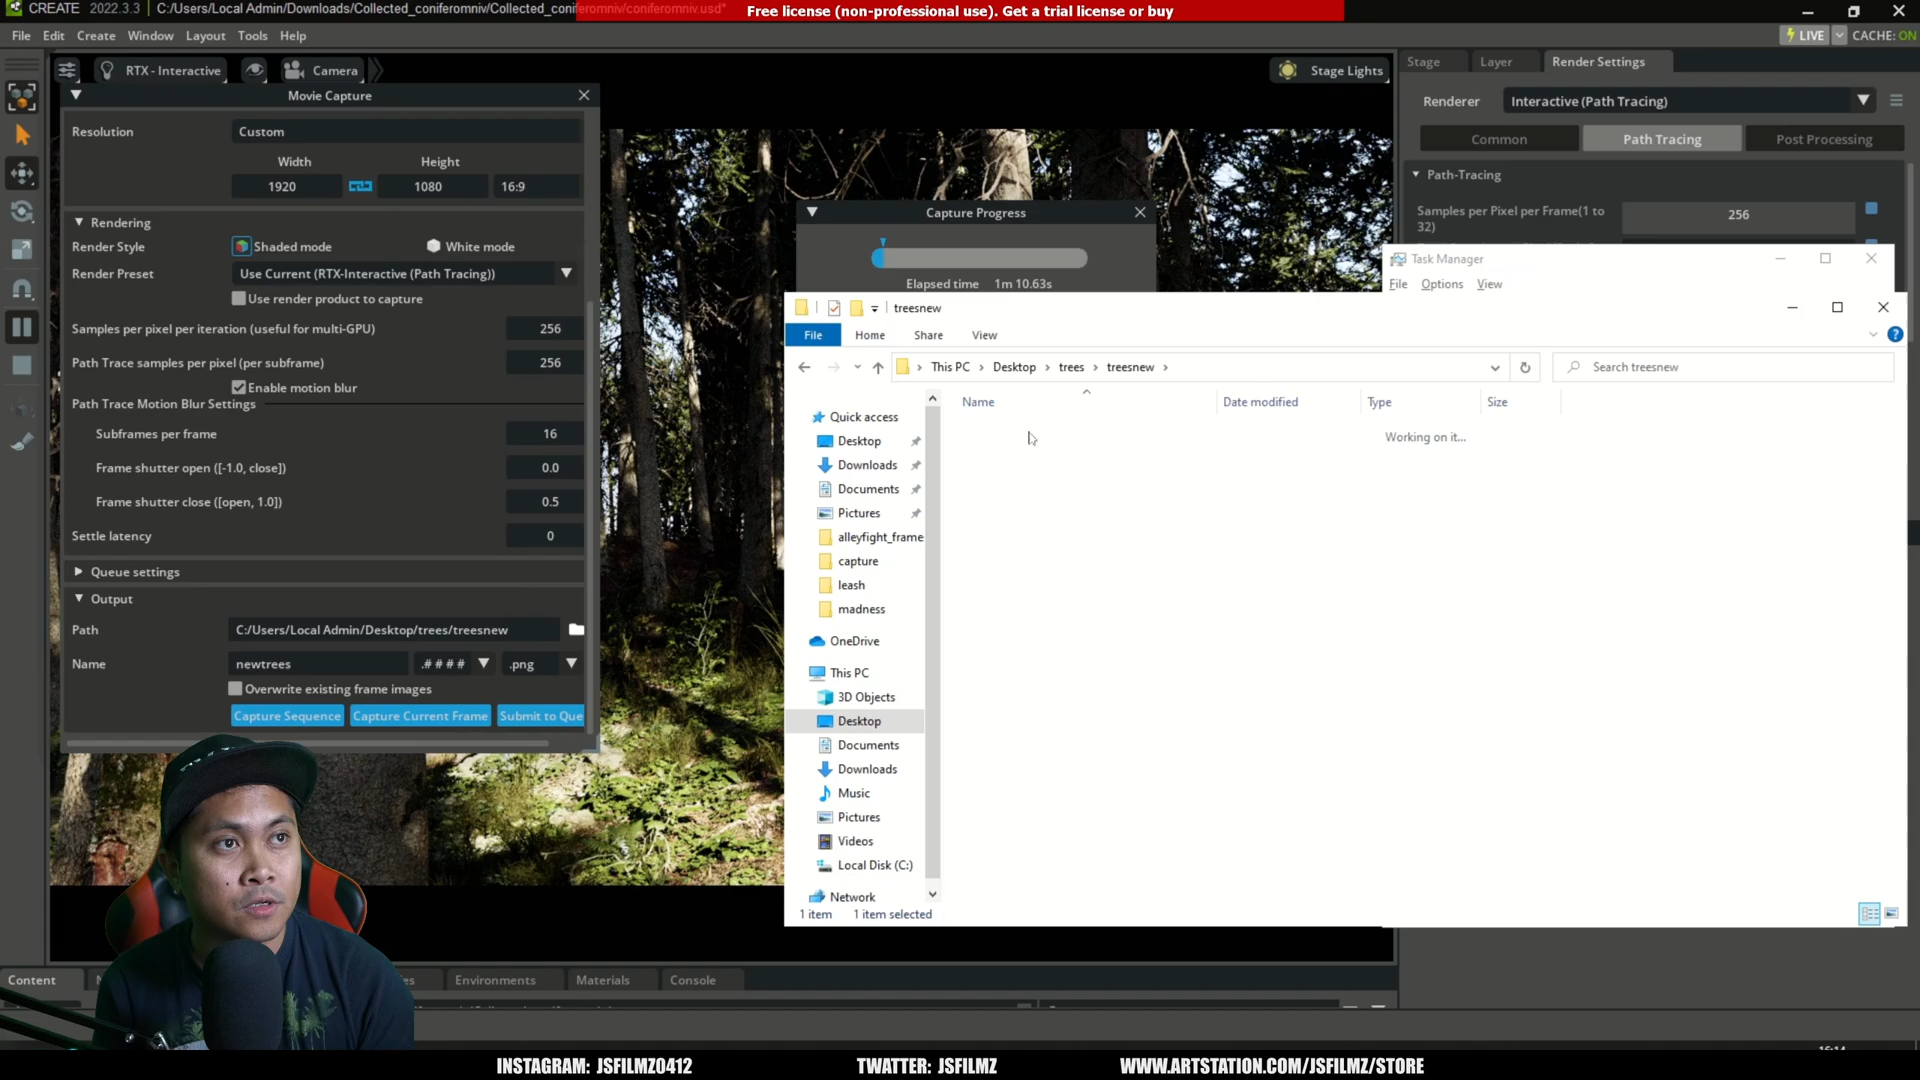 CREATE 2022.3.3 C:/Users/Local Admin/Downloads/Collected_coniferomniv/Collected_coniferomniv/coniferomniv.usd*
Free license (non-professional use). Get a trial license or buy
File Edit Create Window Layout Tools Help
LIVE CACHE: ON
RTX - Interactive Camera Stage Lights
Stage Layer Render Settings
Movie Capture
Renderer Interactive (Path Tracing)
Resolution Custom
Common Path Tracing Post Processing
Width Height
1920 1080 16:9
Path-Tracing
Samples per Pixel per Frame(1 to 32) 256
Capture Progress
Elapsed time 1m 10.63s
Rendering
Render Style Shaded mode White mode
Render Preset Use Current (RTX-Interactive (Path Tracing))
Use render product to capture
Samples per pixel per iteration (useful for multi-GPU) 256
Path Trace samples per pixel (per subframe) 256
Enable motion blur
Path Trace Motion Blur Settings
Subframes per frame 16
Frame shutter open ([-1.0, close]) 0.0
Frame shutter close ([open, 1.0]) 0.5
Settle latency 0
Queue settings
Output
Path C:/Users/Local Admin/Desktop/trees/treesnew
Name newtrees .#### .png
Overwrite existing frame images
Capture Sequence Capture Current Frame Submit to Que
Task Manager
File Options View
treesnew
File Home Share View
This PC > Desktop > trees > treesnew >
Search treesnew
Name Date modified Type Size
Working on it...
Quick access
Desktop
Downloads
Documents
Pictures
alleyfight_frame
capture
leash
madness
OneDrive
This PC
3D Objects
Desktop
Documents
Downloads
Music
Pictures
Videos
Local Disk (C:)
Network
1 item 1 item selected
Content Environments Materials Console
INSTAGRAM: JSFILMZ0412 TWATTER: JSFILMZ WWW.ARTSTATION.COM/JSFILMZ/STORE